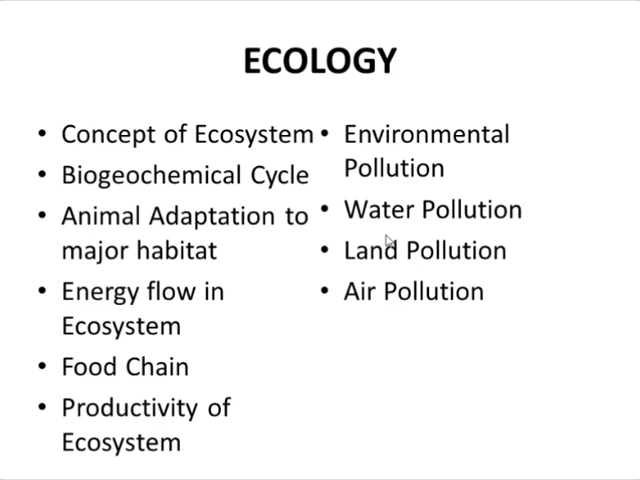 ECOLOGY
• Concept of Ecosystem
• Biogeochemical Cycle
• Animal Adaptation to
major habitat
• Energy flow in
Ecosystem
• Food Chain
• Productivity of
Ecosystem
• Environmental
Pollution
• Water Pollution
• Land Pollution
• Air Pollution